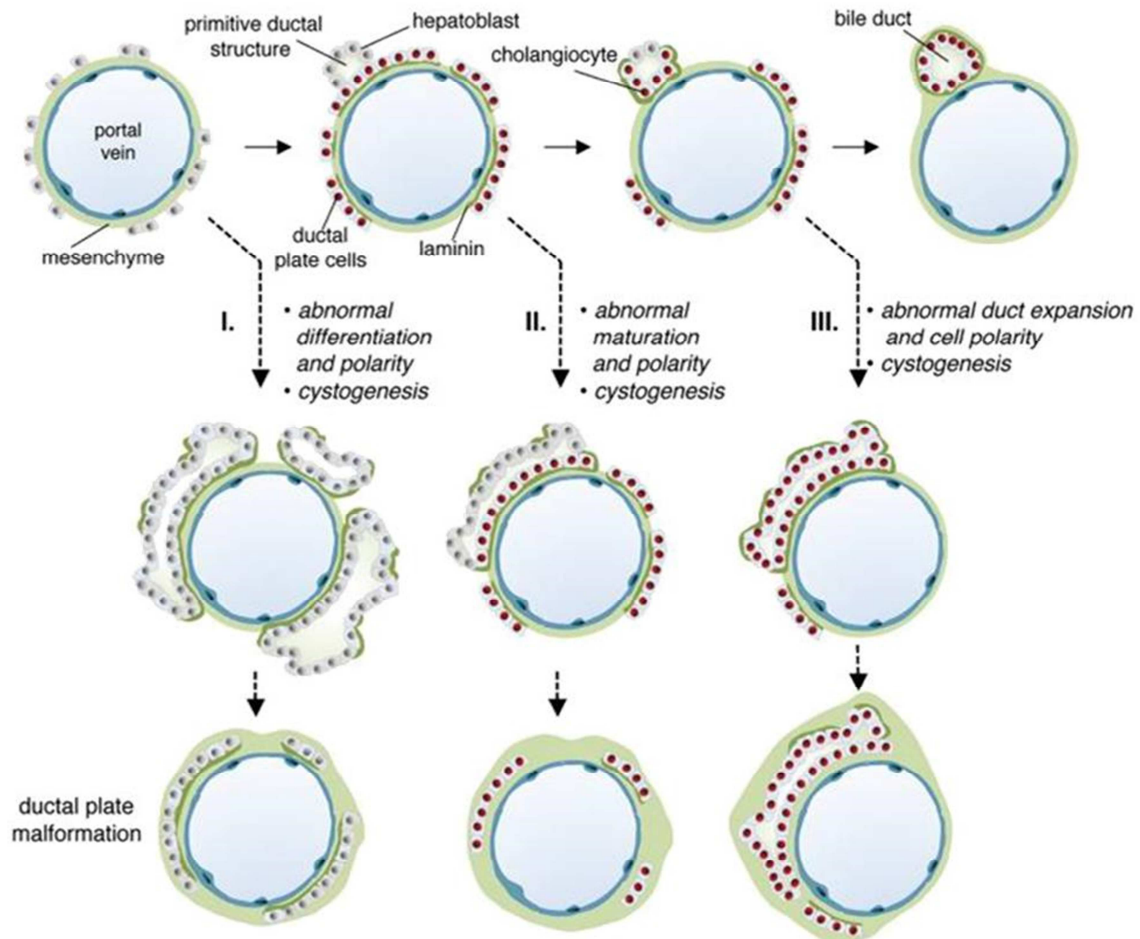 primitive ductal
structure
hepatoblast
cholangiocyte
bile duct
portal
vein
mesenchyme
ductal
plate cells
laminin
I.
• abnormal
differentiation
and polarity
• cystogenesis
II.
• abnormal
maturation
and polarity
• cystogenesis
III.
• abnormal duct expansion
and cell polarity
• cystogenesis
ductal plate
malformation